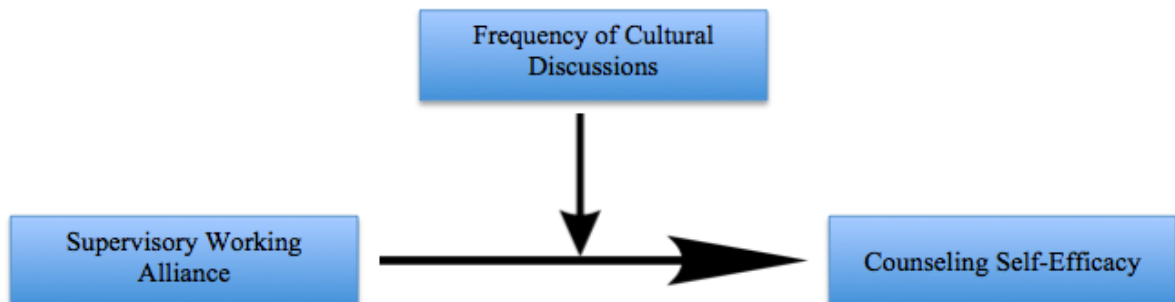 Frequency of Cultural
Discussions
Supervisory Working
Alliance
Counseling Self-Efficacy